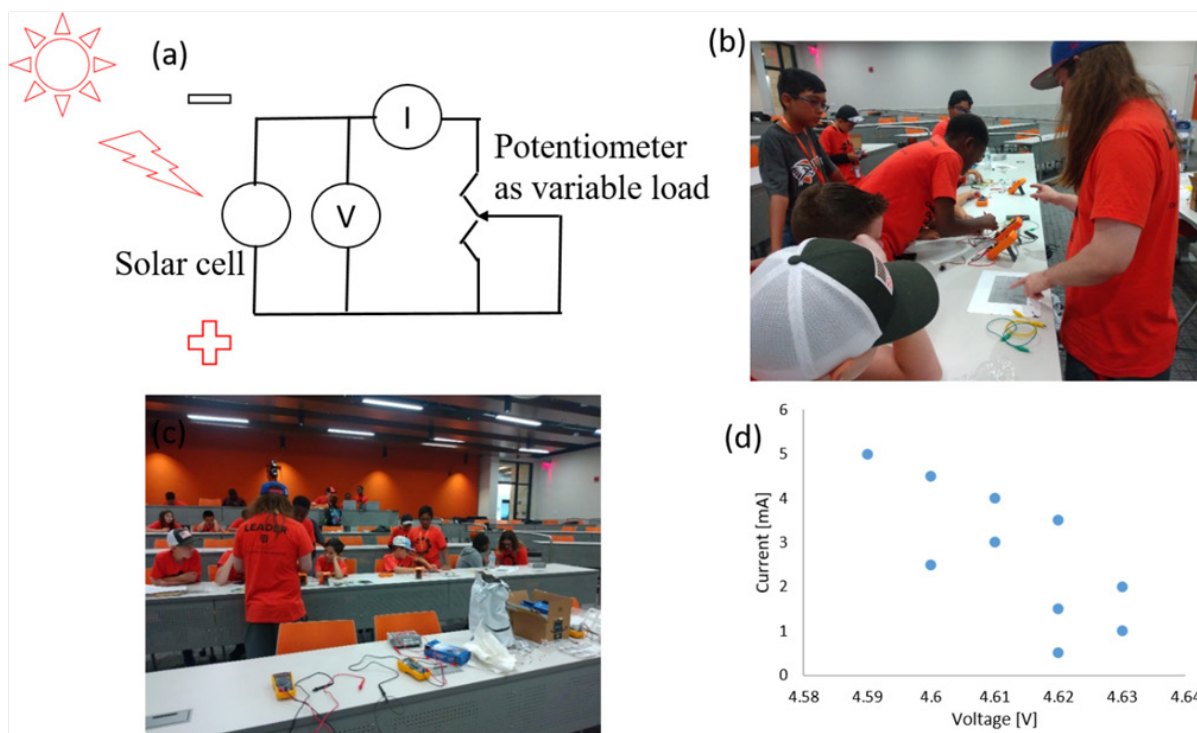 (a)
I
V
Potentiometer
as variable load
Solar cell
(b)
(c)
LEADER
(d)
6
5
4
3
2
1
0
Current [mA]
4.58 4.59 4.6 4.61 4.62 4.63 4.64
Voltage [V]